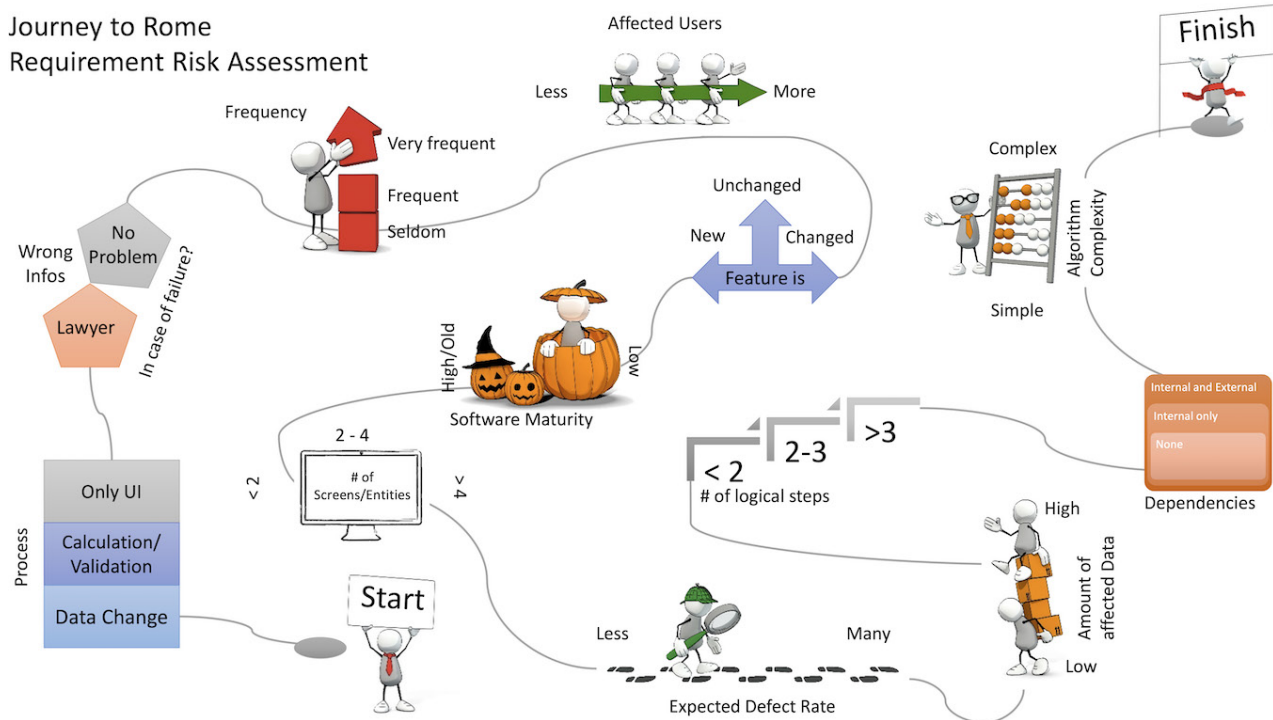 Journey to Rome
Requirement Risk Assessment
Affected Users
Less
More
Finish
Frequency
Very frequent
Frequent
Seldom
Complex
Simple
Algorithm
Complexity
Unchanged
New
Changed
Feature is
No
Problem
Wrong
Infos
Lawyer
In case of failure?
High/Old
Low
Software Maturity
Internal and External
Internal only
None
Dependencies
2 - 4
< 2
# of
Screens/Entities
> 4
< 2
2-3
>3
# of logical steps
Only UI
Calculation/
Validation
Data Change
Process
Start
High
Amount of
affected Data
Low
Less
Many
Expected Defect Rate